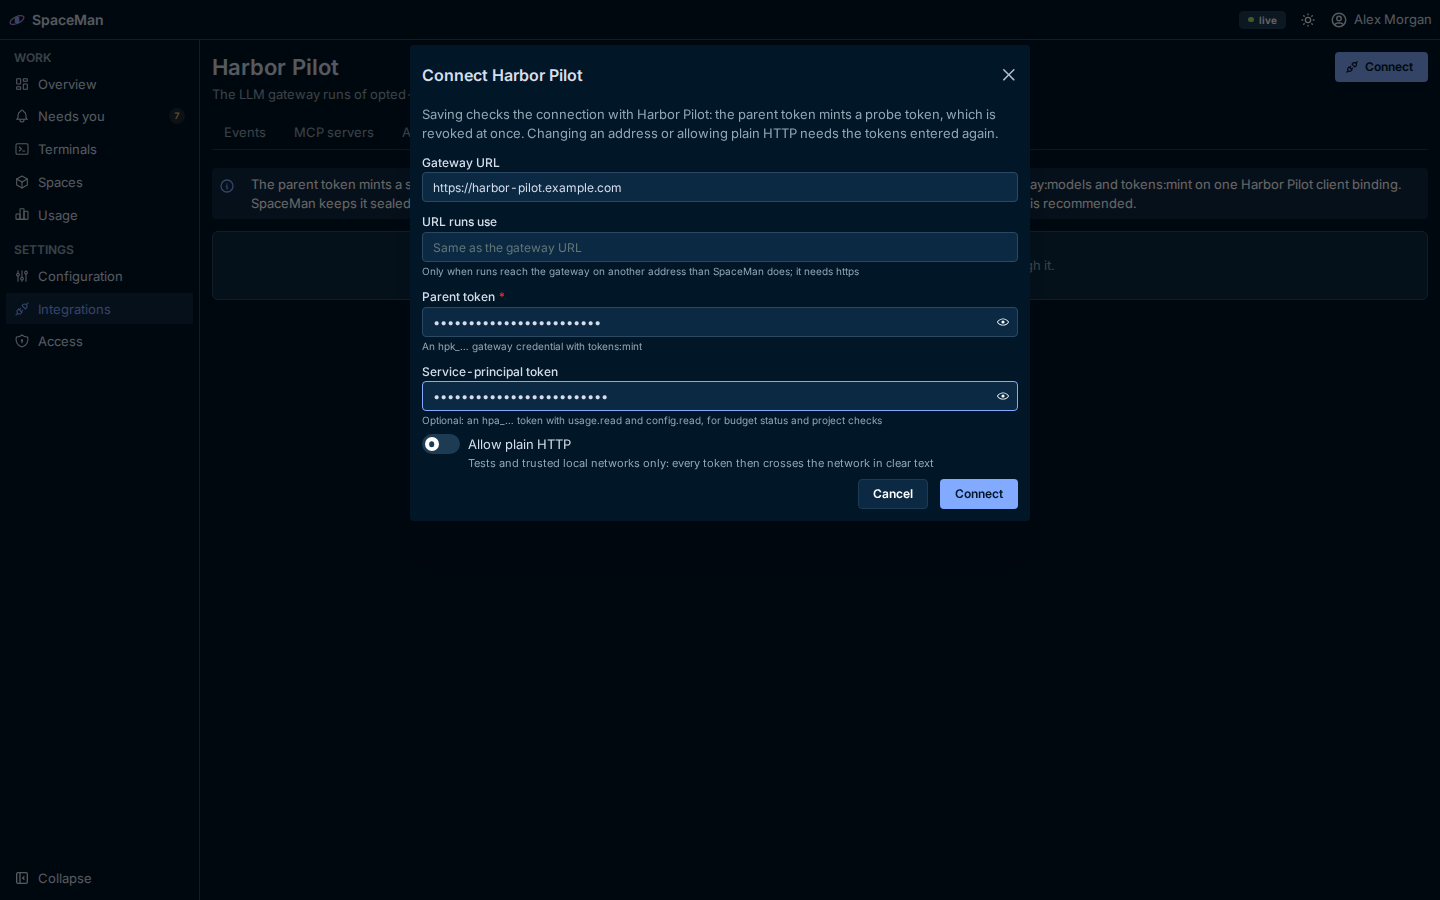 SpaceMan
live
Alex Morgan
WORK
Overview
Needs you
7
Terminals
Spaces
Usage
SETTINGS
Configuration
Integrations
Access
Collapse
Harbor Pilot
The LLM gateway runs of opted-
Connect
Events
MCP servers
A
The parent token mints a s
ay:models and tokens:mint on one Harbor Pilot client binding.
SpaceMan keeps it sealed
is recommended.
gh it.
Connect Harbor Pilot
Saving checks the connection with Harbor Pilot: the parent token mints a probe token, which is
revoked at once. Changing an address or allowing plain HTTP needs the tokens entered again.
Gateway URL
https://harbor-pilot.example.com
URL runs use
Same as the gateway URL
Only when runs reach the gateway on another address than SpaceMan does; it needs https
Parent token *
••••••••••••••••••••••••
An hpk_... gateway credential with tokens:mint
Service-principal token
•••••••••••••••••••••••••
Optional: an hpa_... token with usage.read and config.read, for budget status and project checks
Allow plain HTTP
Tests and trusted local networks only: every token then crosses the network in clear text
Cancel
Connect